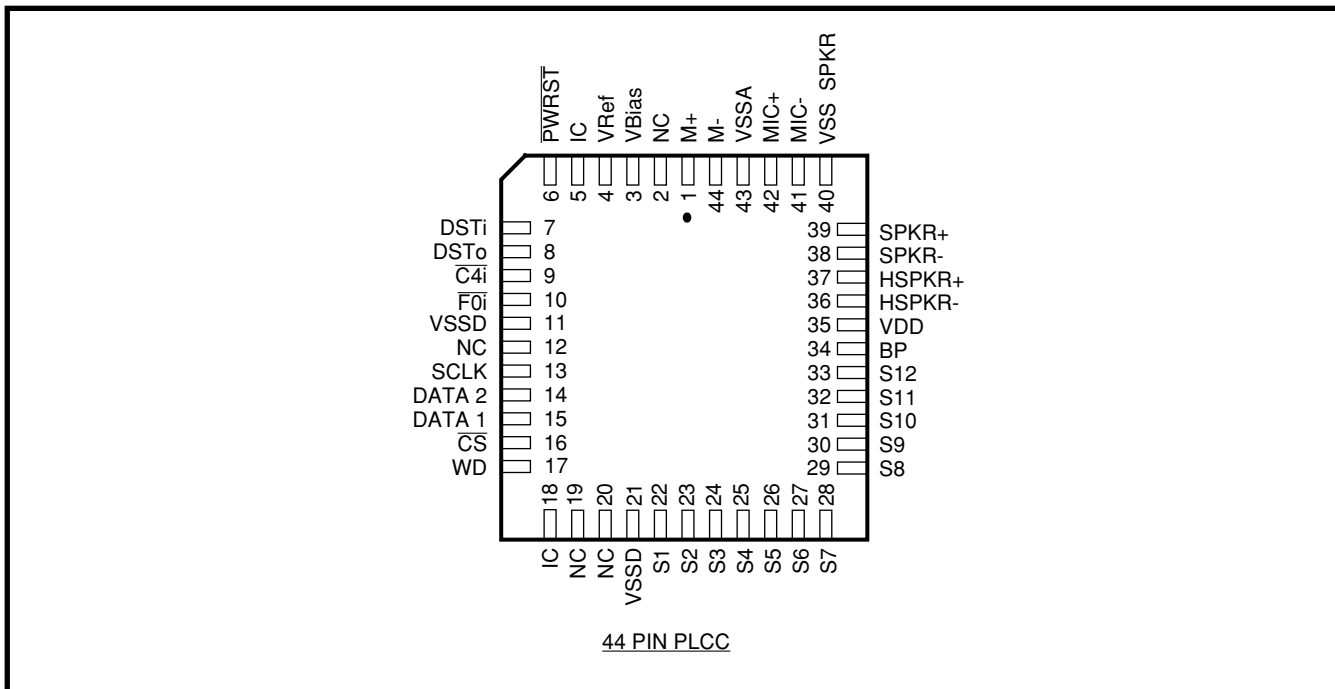 PWRST IC VRef VBias NC M+ M- VSSA MIC+ MIC- VSS SPKR
6 5 4 3 2 1 44 43 42 41 40
DSTi 7 39 SPKR+
DSTo 8 38 SPKR-
C4i 9 37 HSPKR+
F0i 10 36 HSPKR-
VSSD 11 35 VDD
NC 12 34 BP
SCLK 13 33 S12
DATA 2 14 32 S11
DATA 1 15 31 S10
CS 16 30 S9
WD 17 29 S8
18 19 20 21 22 23 24 25 26 27 28
IC NC NC VSSD S1 S2 S3 S4 S5 S6 S7
44 PIN PLCC